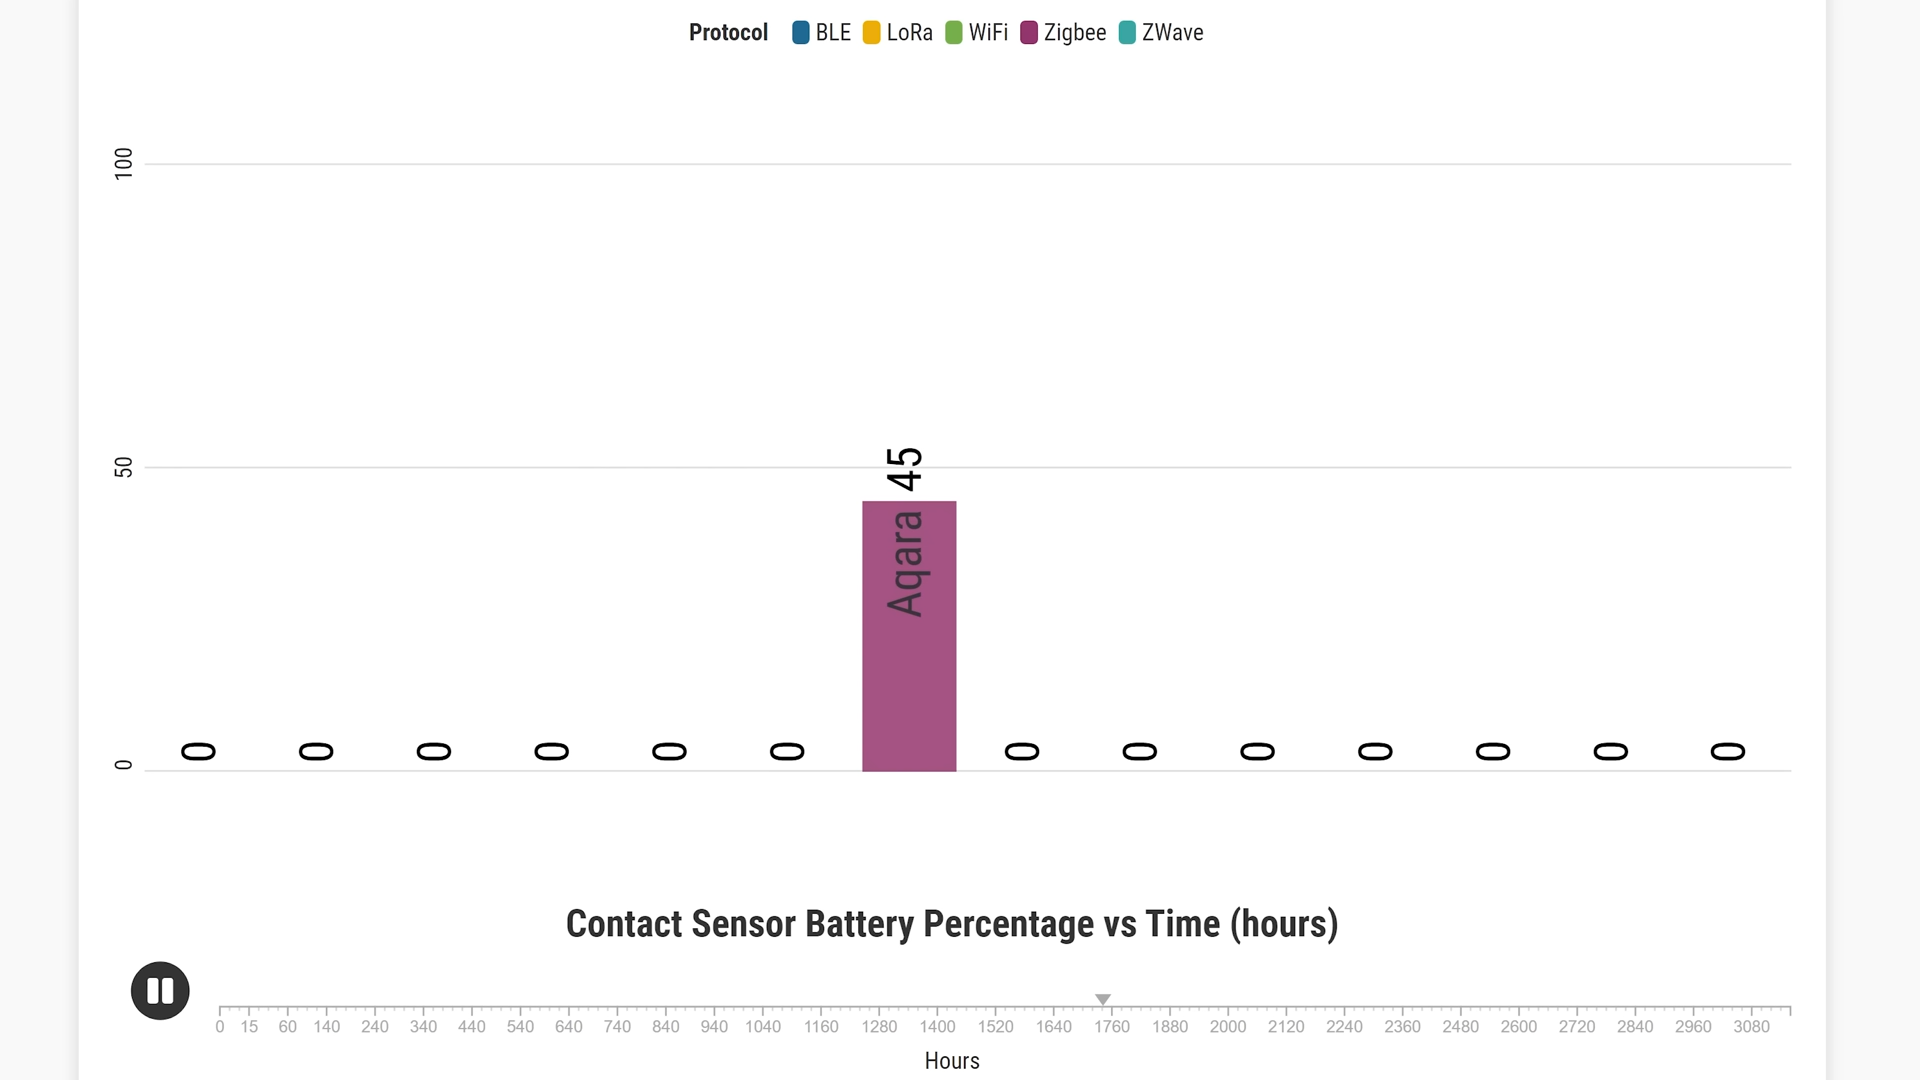 Protocol BLE LoRa WiFi Zigbee ZWave
100
50
45
Aqara
0
0 0 0 0 0 0 0 0 0 0 0 0 0
Contact Sensor Battery Percentage vs Time (hours)
0 15 60 140 240 340 440 540 640 740 840 940 1040 1160 1280 1400 1520 1640 1760 1880 2000 2120 2240 2360 2480 2600 2720 2840 2960 3080
Hours